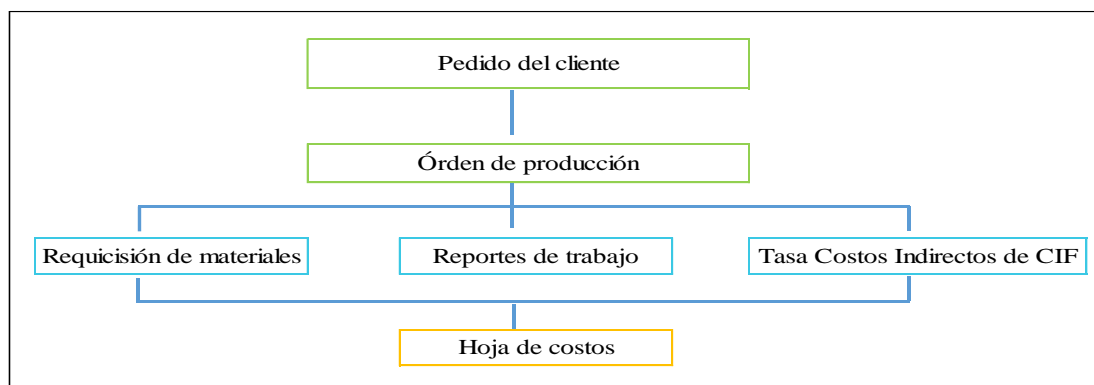 Pedido del cliente
Órden de producción
Requicisión de materiales
Reportes de trabajo
Tasa Costos Indirectos de CIF
Hoja de costos